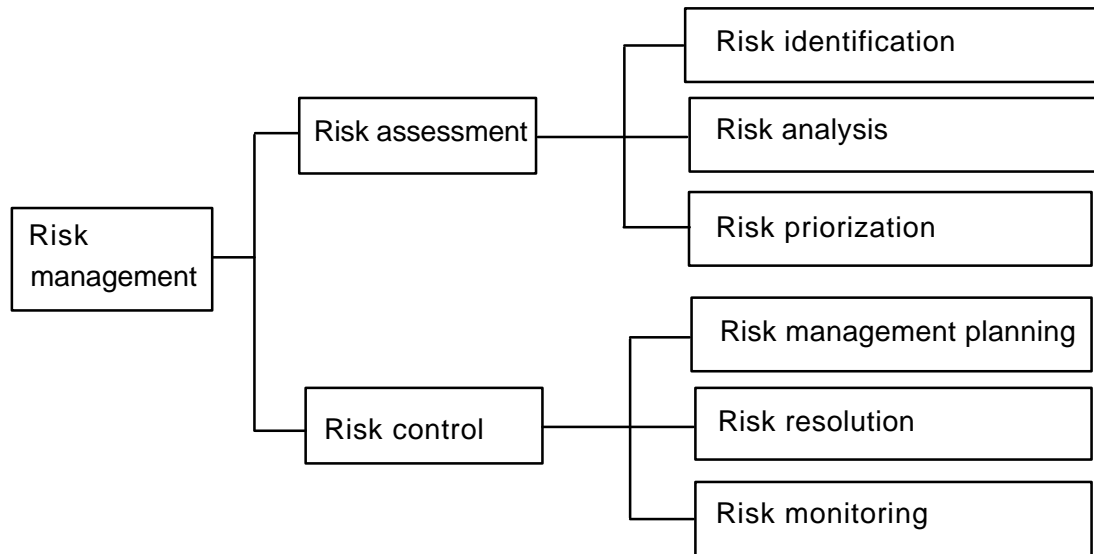 Risk identification
Risk assessment
Risk analysis
Risk priorization
Risk
management
Risk management planning
Risk control
Risk resolution
Risk monitoring